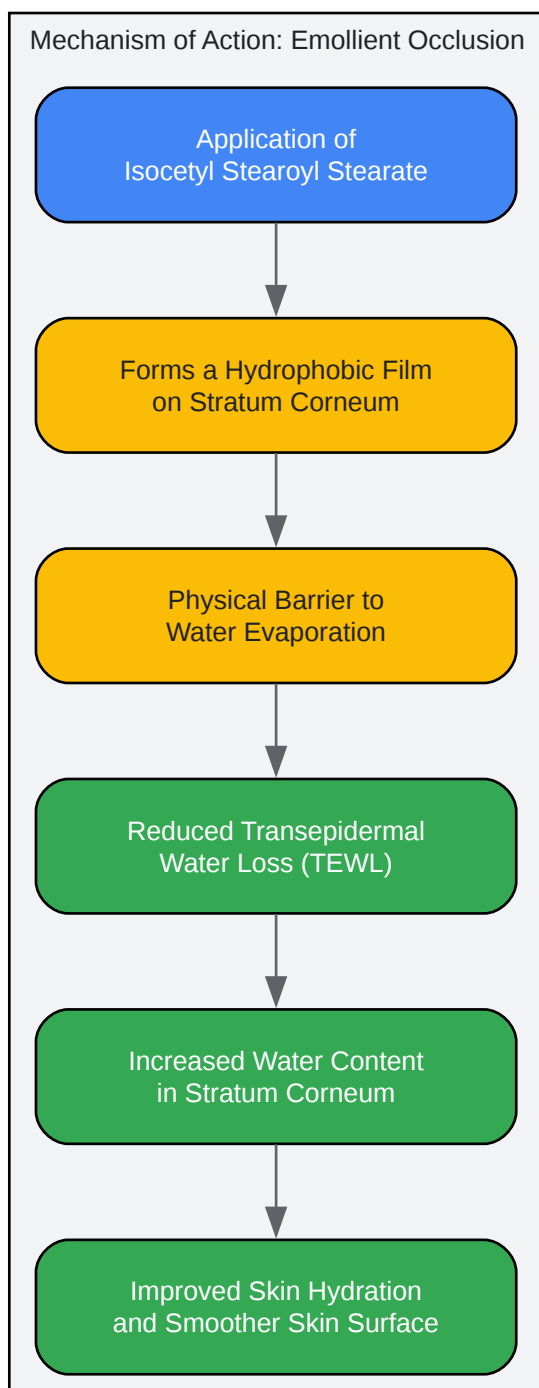 Mechanism of Action: Emollient Occlusion
Application of
Isocetyl Stearoyl Stearate
Forms a Hydrophobic Film
on Stratum Corneum
Physical Barrier to
Water Evaporation
Reduced Transepidermal
Water Loss (TEWL)
Increased Water Content
in Stratum Corneum
Improved Skin Hydration
and Smoother Skin Surface